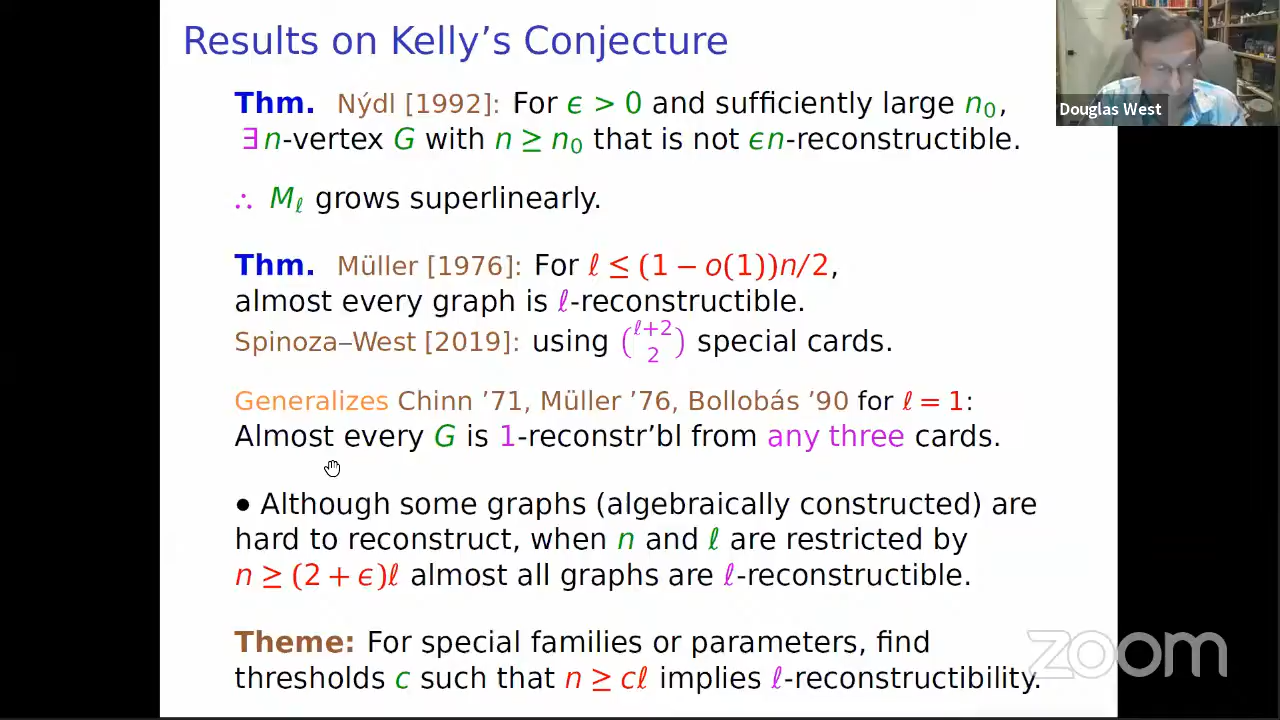 Results on Kelly's Conjecture
Douglas West
Thm. Nýdl [1992]: For ϵ > 0 and sufficiently large n₀,
∃ n-vertex G with n ≥ n₀ that is not ϵn-reconstructible.
∴ Mℓ grows superlinearly.
Thm. Müller [1976]: For ℓ ≤ (1 − o(1))n/2,
almost every graph is ℓ-reconstructible.
Spinoza–West [2019]: using (ℓ+2 2) special cards.
Generalizes Chinn ’71, Müller ’76, Bollobás ’90 for ℓ = 1:
Almost every G is 1-reconstr’bl from any three cards.
• Although some graphs (algebraically constructed) are
hard to reconstruct, when n and ℓ are restricted by
n ≥ (2 + ϵ)ℓ almost all graphs are ℓ-reconstructible.
Theme: For special families or parameters, find
thresholds c such that n ≥ cℓ implies ℓ-reconstructibility.
zoom